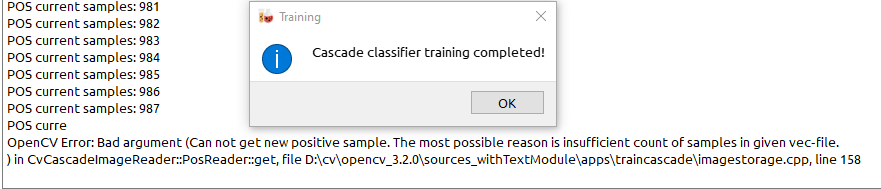 POS current samples: 981
POS current samples: 982
POS current samples: 983
POS current samples: 984
POS current samples: 985
POS current samples: 986
POS current samples: 987
POS curre
OpenCV Error: Bad argument (Can not get new positive sample. The most possible reason is insufficient count of samples in given vec-file.
) in CvCascadeImageReader::PosReader::get, file D:\cv\opencv_3.2.0\sources_withTextModule\apps\traincascade\imagestorage.cpp, line 158
Training
Cascade classifier training completed!
OK